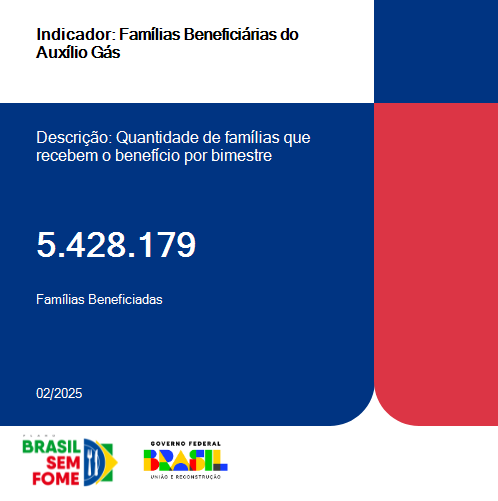 Indicador: Famílias Beneficiárias do
Auxílio Gás
Descrição: Quantidade de famílias que
recebem o benefício por bimestre
5.428.179
Famílias Beneficiadas
02/2025
PLANO
BRASIL
SEM
FOME
GOVERNO FEDERAL
BRASIL
UNIÃO E RECONSTRUÇÃO